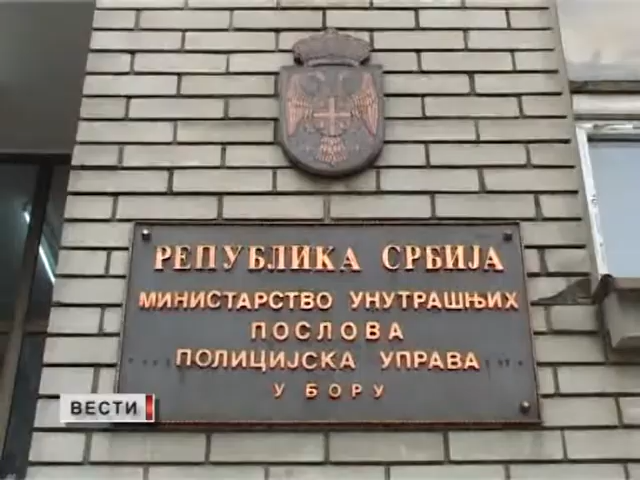 РЕПУБЛИКА СРБИЈА
МИНИСТАРСТВО УНУТРАШЊИХ
ПОСЛОВА
ПОЛИЦИЈСКА УПРАВА
У БОРУ
ВЕСТИ